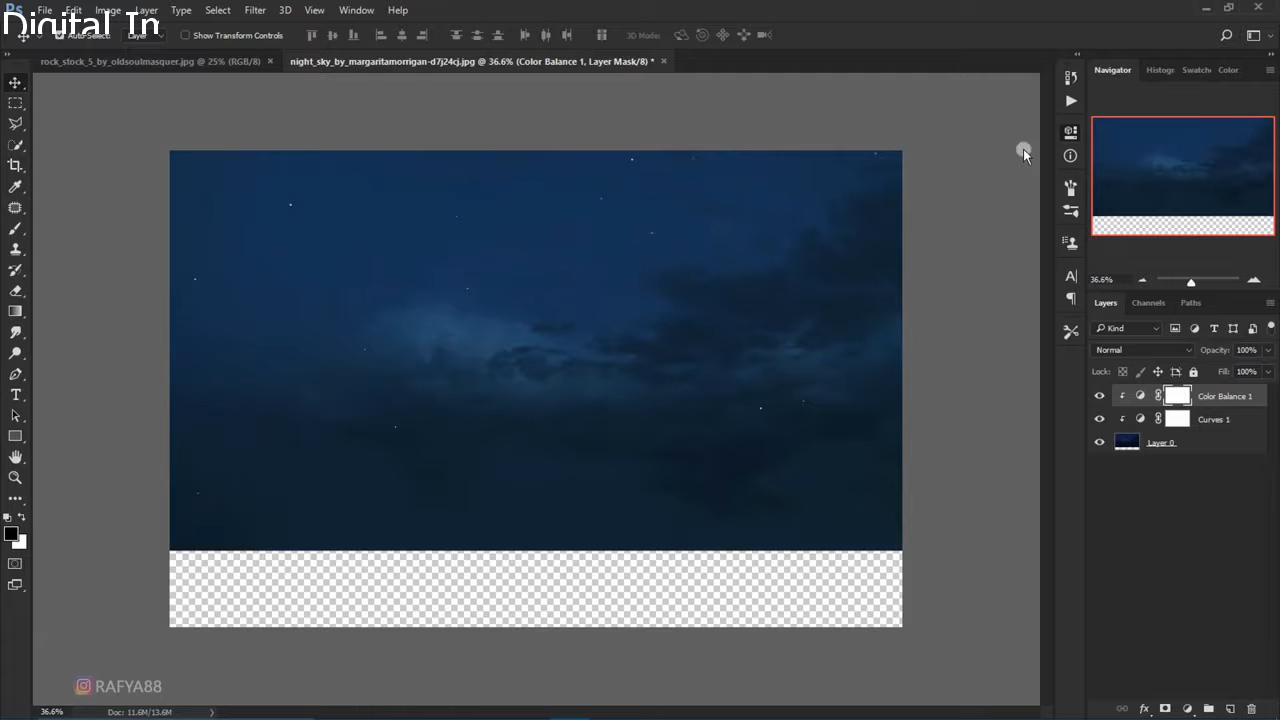 Ps File Edit Image Layer Type Select Filter 3D View Window Help
Digital In
Auto-Select: Layer Show Transform Controls 3D Mode:
rock_stock_5_by_oldsoulmasquer.jpg @ 25% (RGB/8) × night_sky_by_margaritamorrigan-d7j24cj.jpg @ 36.6% (Color Balance 1, Layer Mask/8) * ×
Navigator Histogr Swatch Color
36.6%
Layers Channels Paths
Kind
Normal Opacity: 100%
Lock: Fill: 100%
Color Balance 1
Curves 1
Layer 0
RAFYA88
36.6% Doc: 11.6M/13.6M